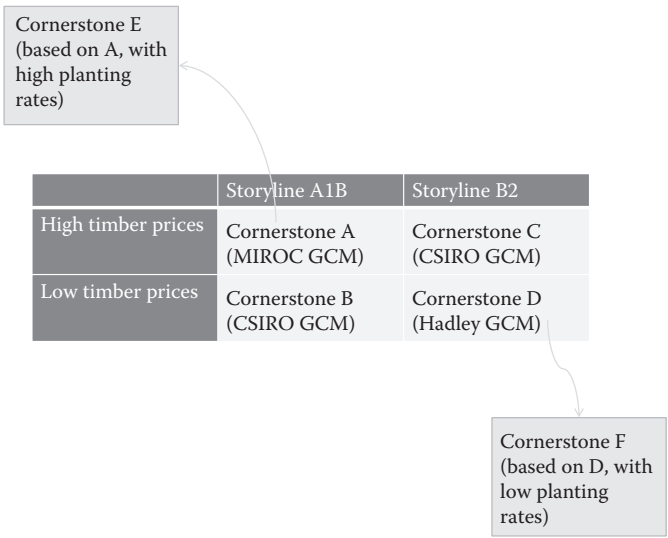 Cornerstone E
(based on A, with
high planting
rates)
Storyline A1B
Storyline B2
High timber prices
Cornerstone A
(MIROC GCM)
Cornerstone C
(CSIRO GCM)
Low timber prices
Cornerstone B
(CSIRO GCM)
Cornerstone D
(Hadley GCM)
Cornerstone F
(based on D, with
low planting
rates)